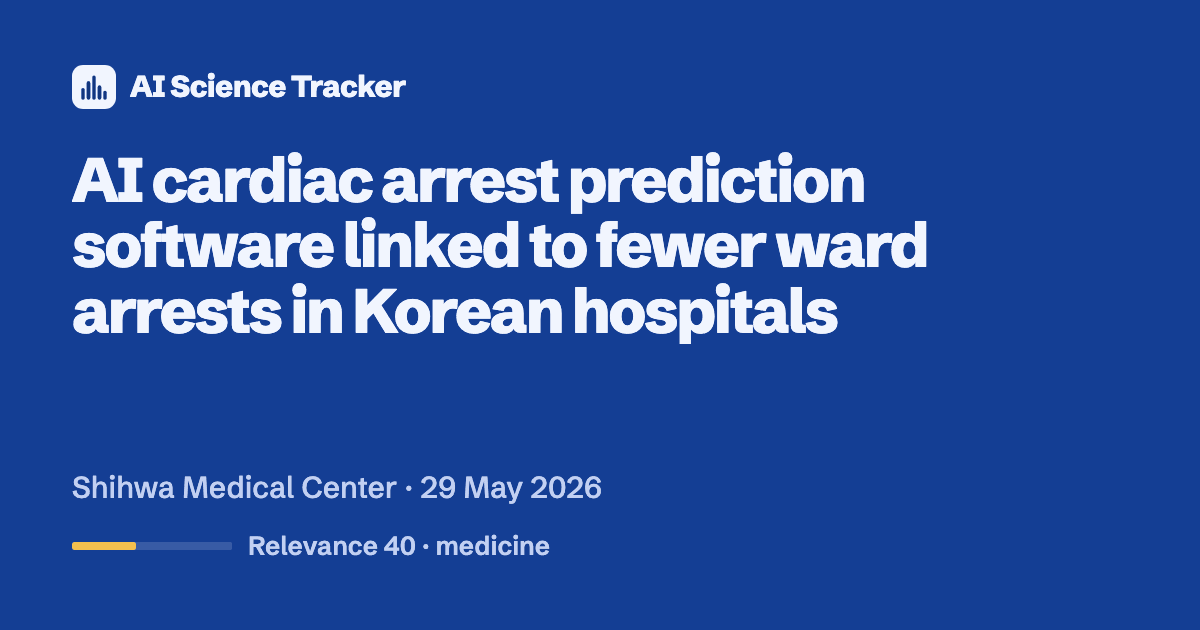 AI Science Tracker
AI cardiac arrest prediction
software linked to fewer ward
arrests in Korean hospitals
Shihwa Medical Center · 29 May 2026
Relevance 40 · medicine